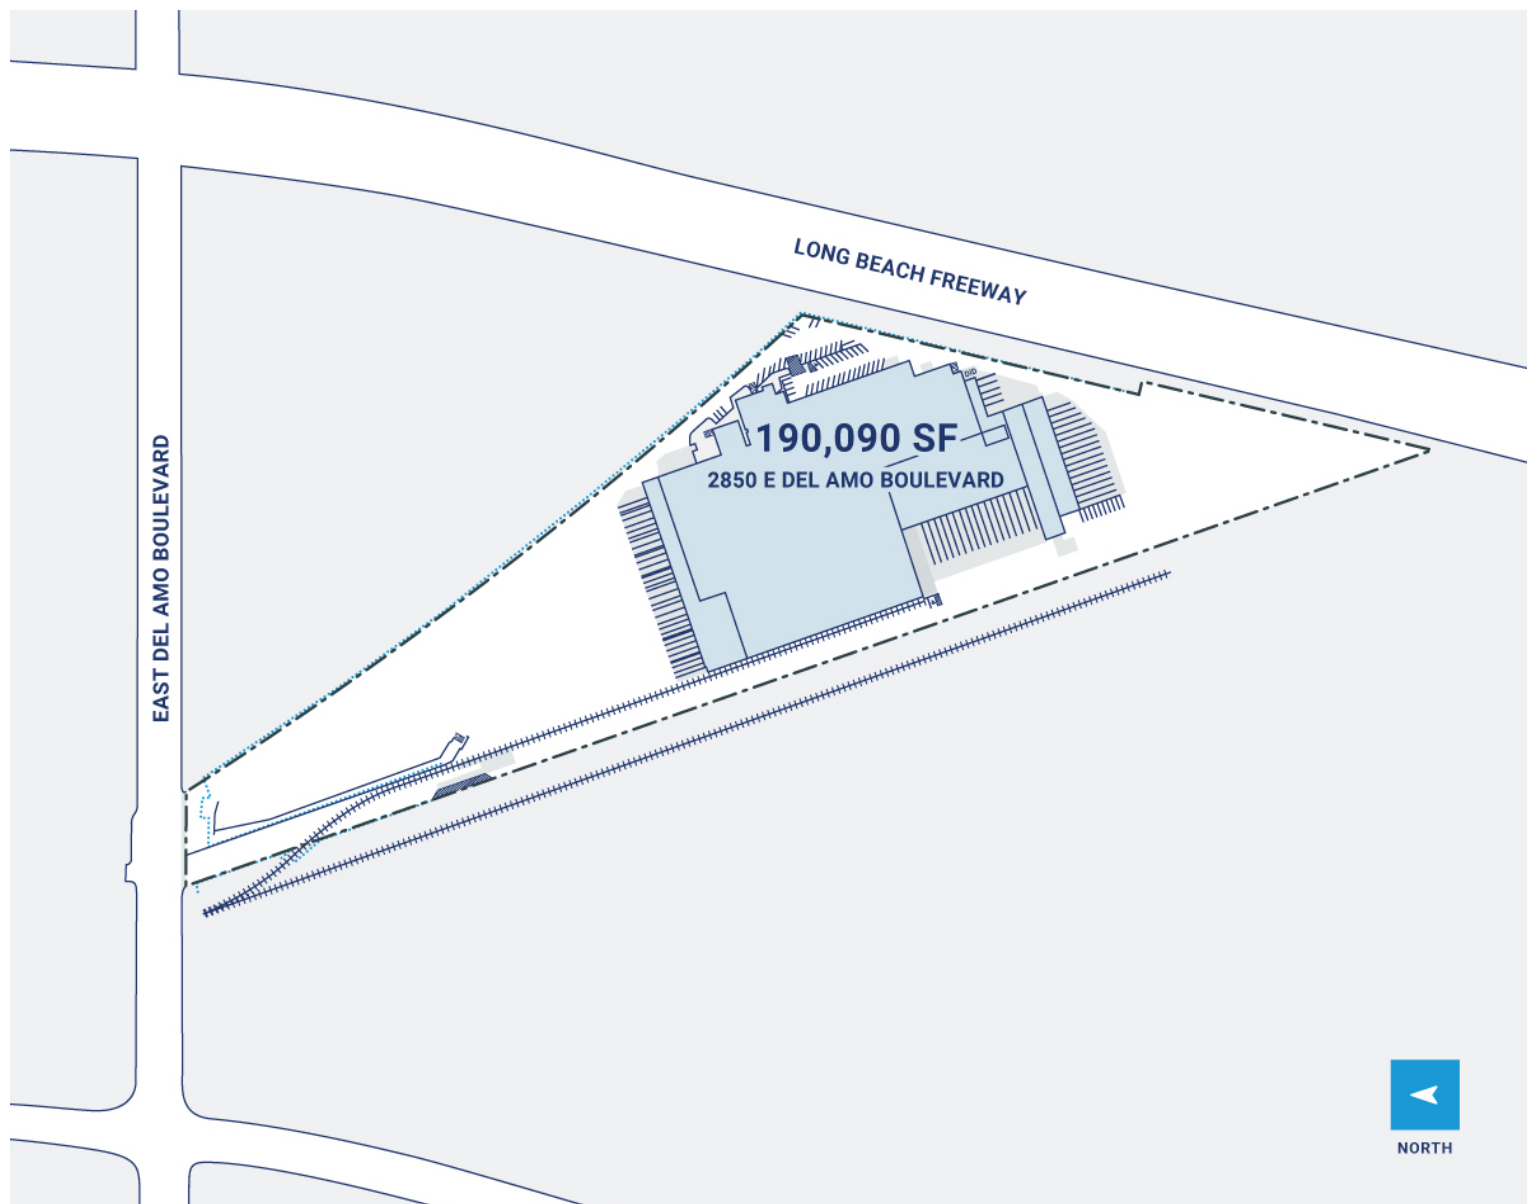 LONG BEACH FREEWAY
190,090 SF
2850 E DEL AMO BOULEVARD
EAST DEL AMO BOULEVARD
NORTH